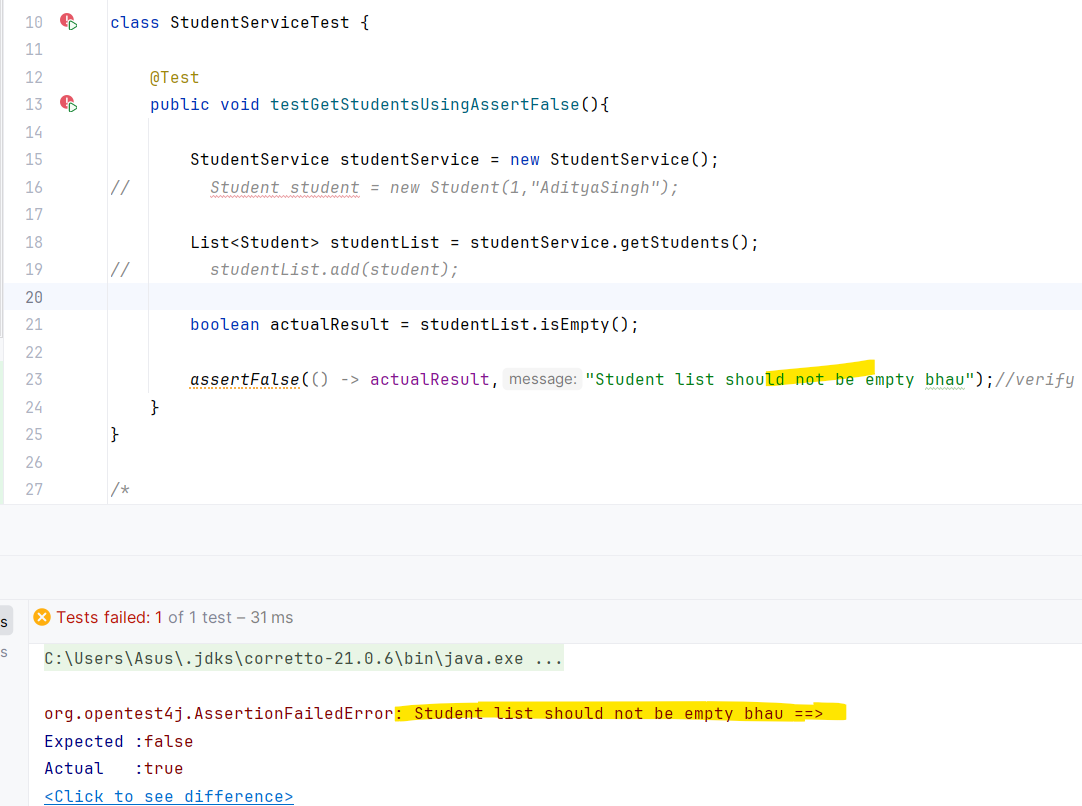 10 class StudentServiceTest {
11
12 @Test
13 public void testGetStudentsUsingAssertFalse(){
14
15 StudentService studentService = new StudentService();
16 // Student student = new Student(1,"AdityaSingh");
17
18 List<Student> studentList = studentService.getStudents();
19 // studentList.add(student);
20
21 boolean actualResult = studentList.isEmpty();
22
23 assertFalse(() -> actualResult, message: "Student list should not be empty bhau");//verify
24 }
25 }
26
27 /*
s Tests failed: 1 of 1 test – 31 ms
s C:\Users\Asus\.jdks\corretto-21.0.6\bin\java.exe ...
org.opentest4j.AssertionFailedError: Student list should not be empty bhau ==>
Expected :false
Actual :true
<Click to see difference>